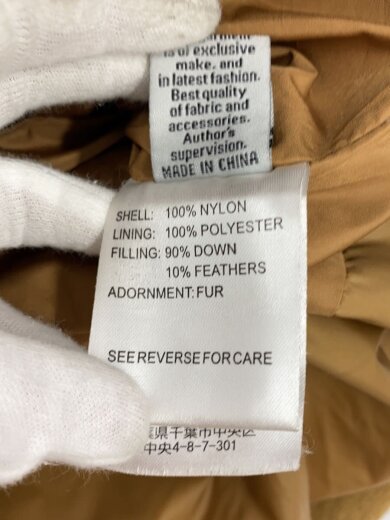 is of exclusive
make. and
in latest fashion.
Best quality
of fabric and
accessories.
Author's
supervision.
MADE IN CHINA
SHELL: 100% NYLON
LINING: 100% POLYESTER
FILLING: 90% DOWN
10% FEATHERS
ADORNMENT:FUR
SEE REVERSE FOR CARE
県千葉市中央区
中央4-8-7-301